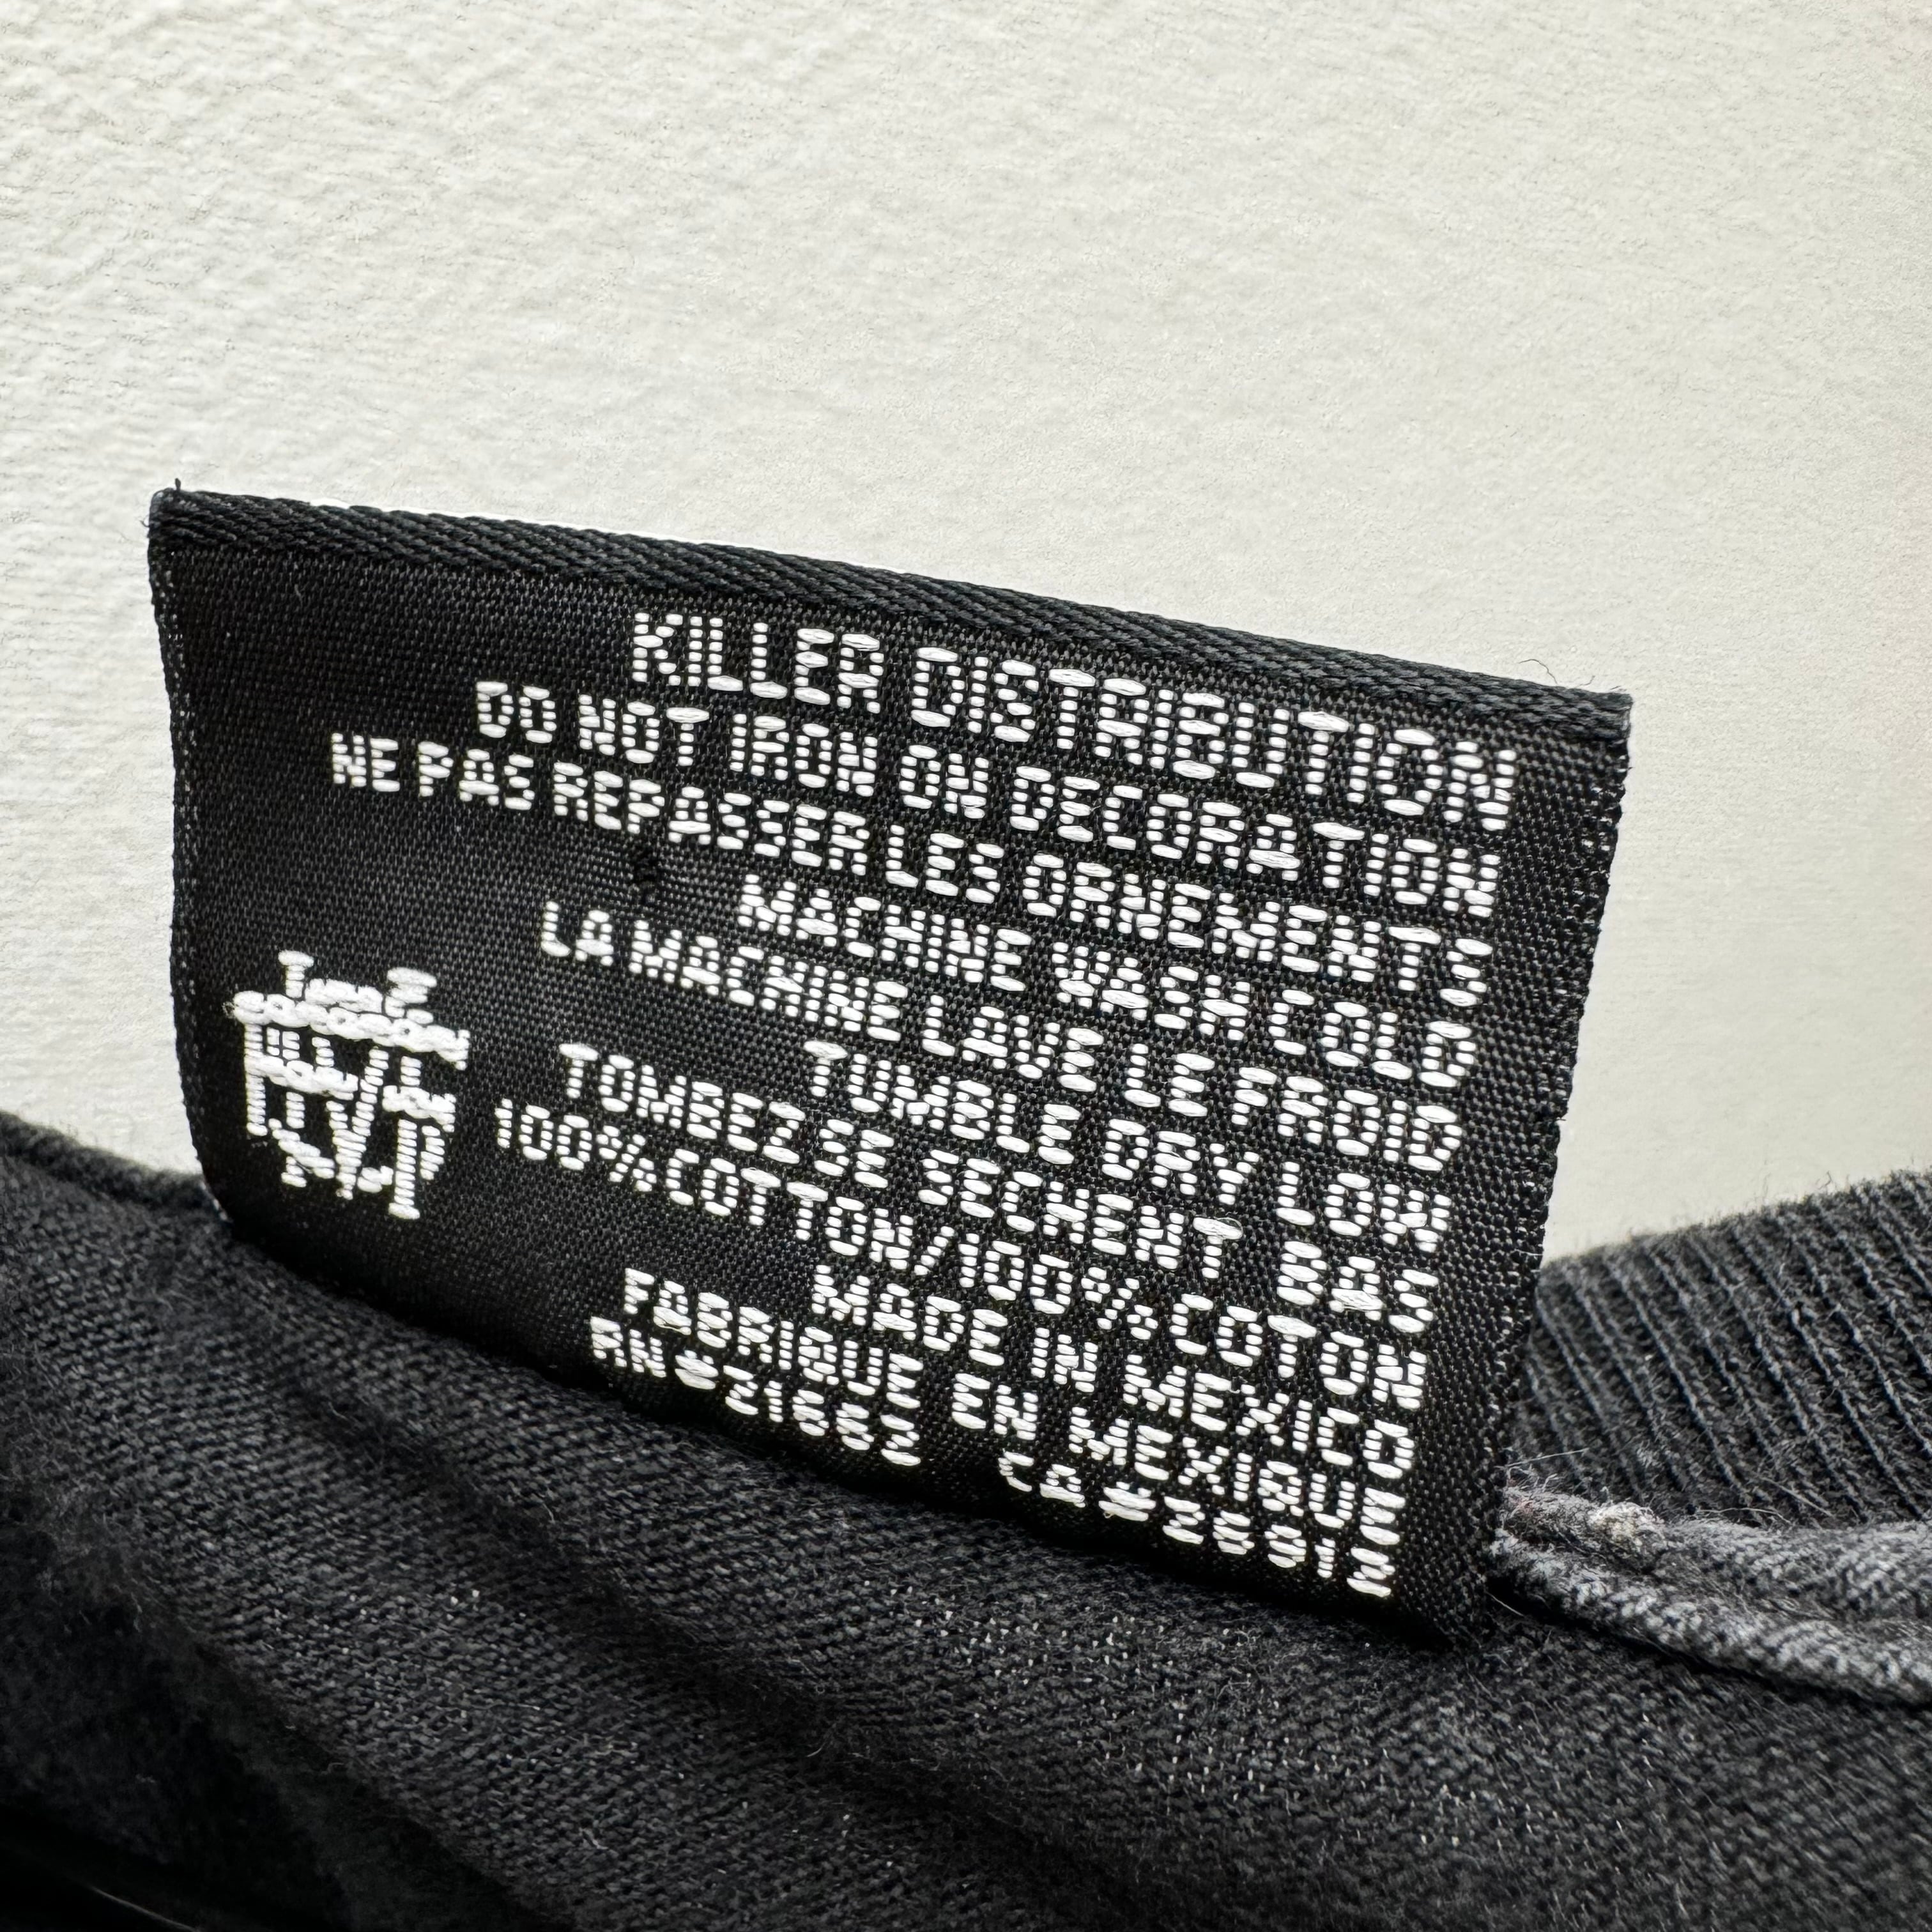 KILLER DISTRIBUTION
DO NOT IRON ON DECORATION
NE PAS REPASSER LES ORNEMENTS
MACHINE WASH COLD
LA MACHINE LAVE LE FROID
TUMBLE DRY LOW
TOMBEZ SE SECHENT BAS
100% COTTON/100% COTON
MADE IN MEXICO
FABRIQUE EN MEXIQUE
RN#21662 CA#26912